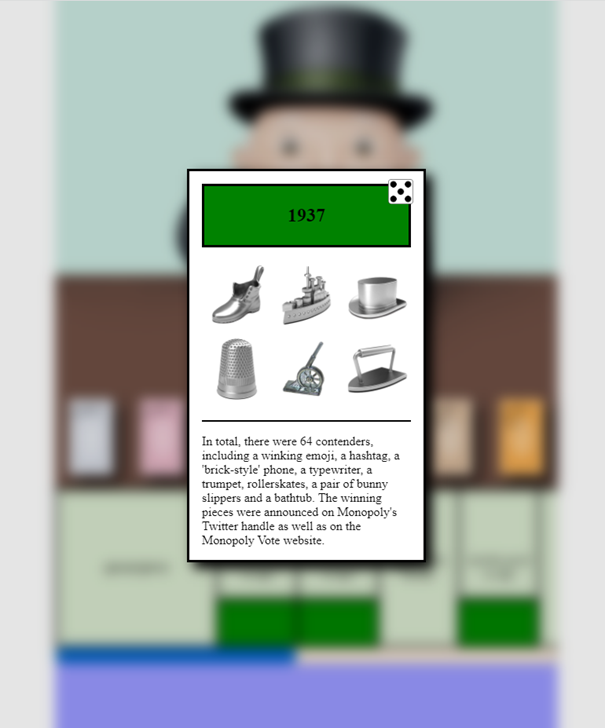 1937
In total, there were 64 contenders,
including a winking emoji, a hashtag, a
'brick-style' phone, a typewriter, a
trumpet, rollerskates, a pair of bunny
slippers and a bathtub. The winning
pieces were announced on Monopoly's
Twitter handle as well as on the
Monopoly Vote website.